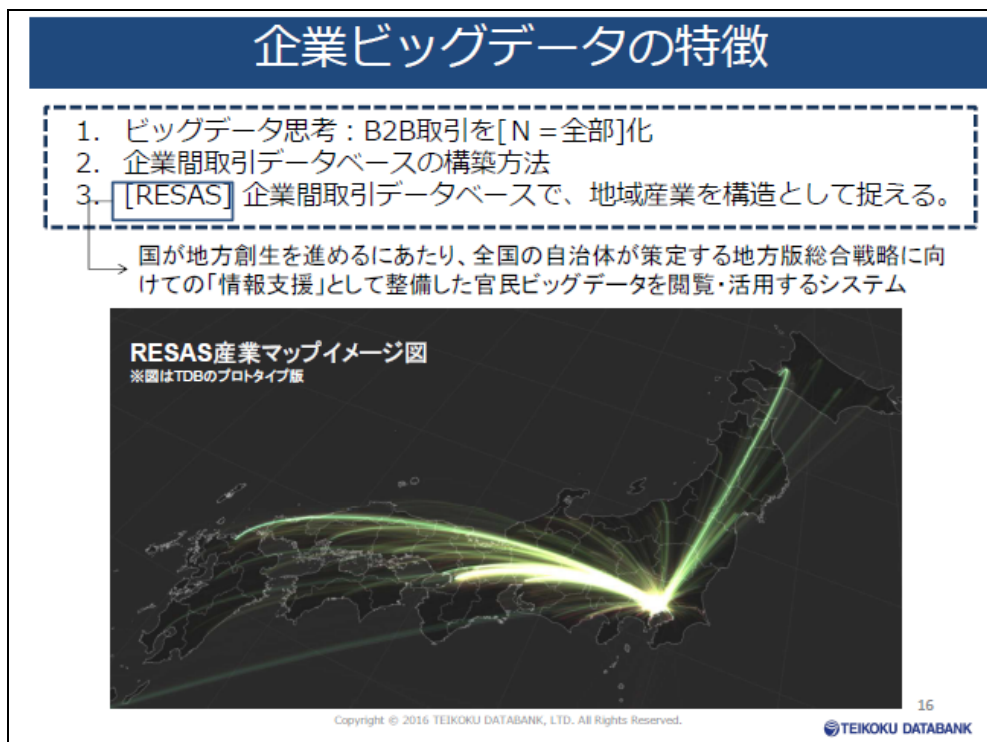 企業ビッグデータの特徴
1. ビッグデータ思考：B2B取引を[N＝全部]化
2. 企業間取引データベースの構築方法
3. [RESAS] 企業間取引データベースで、地域産業を構造として捉える。
国が地方創生を進めるにあたり、全国の自治体が策定する地方版総合戦略に向
けての「情報支援」として整備した官民ビッグデータを閲覧・活用するシステム
RESAS産業マップイメージ図
※図はTDBのプロトタイプ版
16
Copyright © 2016 TEIKOKU DATABANK, LTD. All Rights Reserved.
TEIKOKU DATABANK